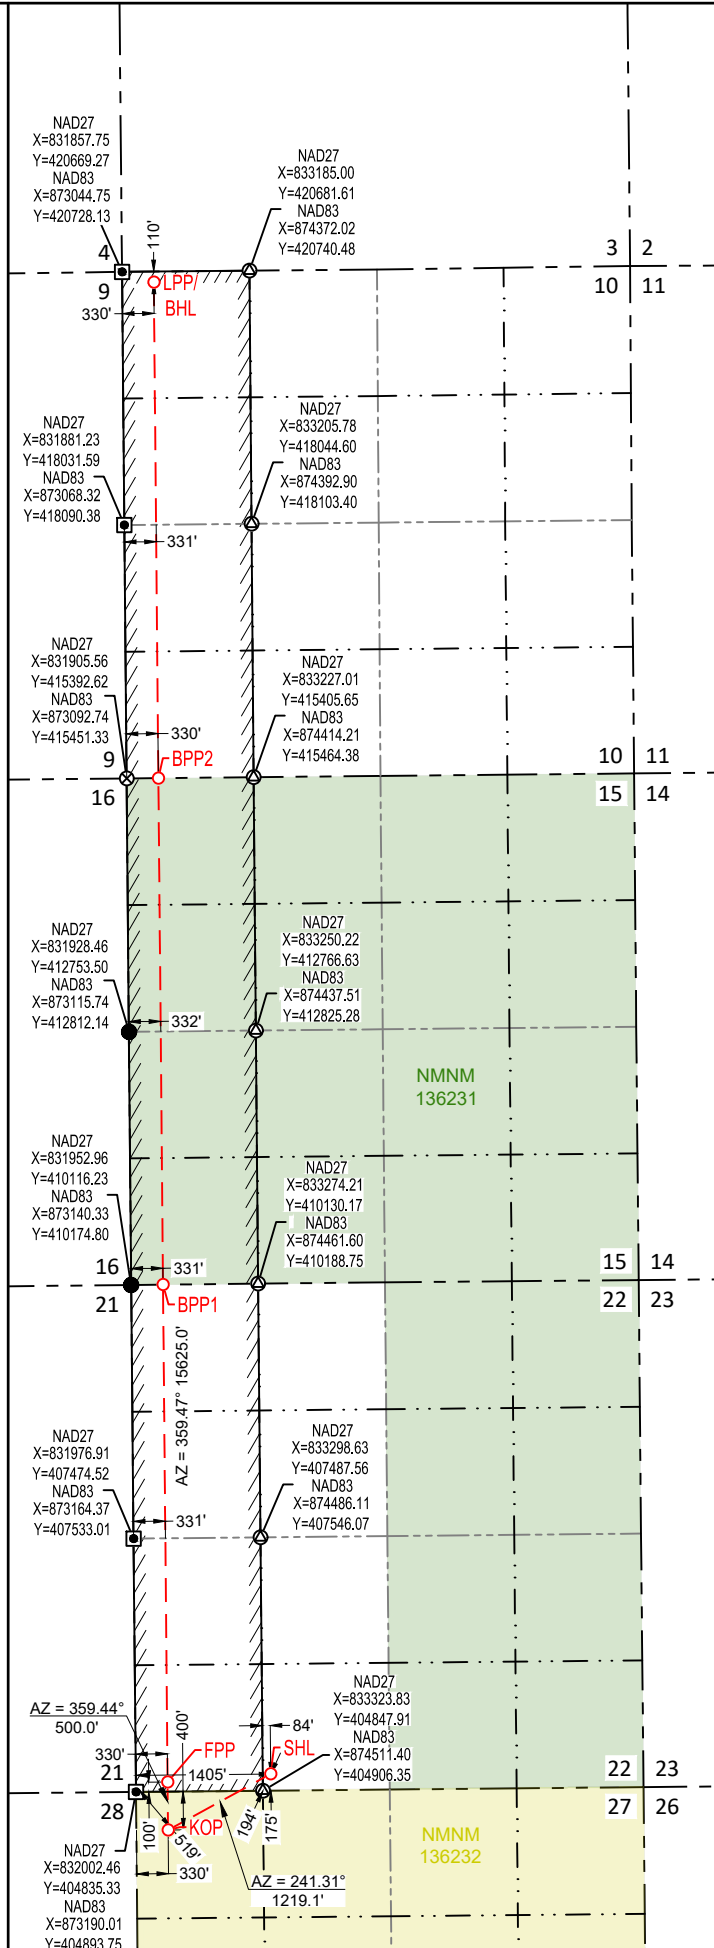 NAD27
X=831857.75
Y=420669.27
NAD83
X=873044.75
Y=420728.13
NAD27
X=833185.00
Y=420681.61
NAD83
X=874372.02
Y=420740.48
110'
4
3 2
9
10 11
LPP/
BHL
330'
NAD27
X=831881.23
Y=418031.59
NAD83
X=873068.32
Y=418090.38
NAD27
X=833205.78
Y=418044.60
NAD83
X=874392.90
Y=418103.40
331'
NAD27
X=831905.56
Y=415392.62
NAD83
X=873092.74
Y=415451.33
NAD27
X=833227.01
Y=415405.65
NAD83
X=874414.21
Y=415464.38
330'
9
BPP2
10 11
16
15 14
NAD27
X=831928.46
Y=412753.50
NAD83
X=873115.74
Y=412812.14
NAD27
X=833250.22
Y=412766.63
NAD83
X=874437.51
Y=412825.28
332'
NMNM
136231
NAD27
X=831952.96
Y=410116.23
NAD83
X=873140.33
Y=410174.80
NAD27
X=833274.21
Y=410130.17
NAD83
X=874461.60
Y=410188.75
16
331'
15 14
21
BPP1
22 23
AZ = 359.47° 15625.0'
NAD27
X=831976.91
Y=407474.52
NAD83
X=873164.37
Y=407533.01
NAD27
X=833298.63
Y=407487.56
NAD83
X=874486.11
Y=407546.07
331'
NAD27
X=833323.83
Y=404847.91
NAD83
X=874511.40
Y=404906.35
AZ = 359.44°
500.0'
400'
84'
330'
FPP
SHL
21
1405'
22 23
28
27 26
100'
519'
KOP
194'
175'
330'
AZ = 241.31°
1219.1'
NMNM
136232
NAD27
X=832002.46
Y=404835.33
NAD83
X=873190.01
Y=404893.75